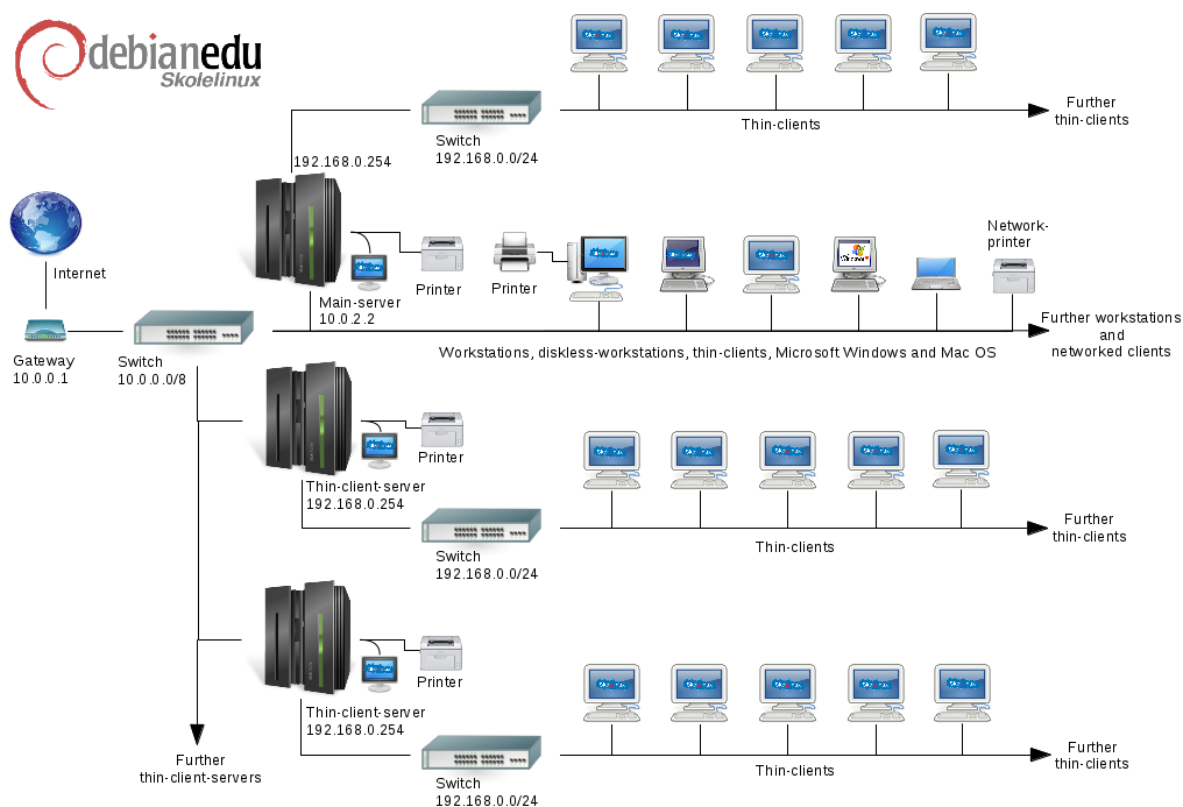 debianedu
Skolelinux
Thin-clients
Further
thin-clients
Switch
192.168.0.0/24
192.168.0.254
Internet
Gateway
10.0.0.1
Switch
10.0.0.0/8
Main-server
10.0.2.2
Printer
Printer
Network-
printer
Windows
Further workstations
and
networked clients
Workstations, diskless-workstations, thin-clients, Microsoft Windows and Mac OS
Printer
Thin-client-server
192.168.0.254
Switch
192.168.0.0/24
Thin-clients
Further
thin-clients
Printer
Thin-client-server
192.168.0.254
Switch
192.168.0.0/24
Thin-clients
Further
thin-clients
Further
thin-client-servers